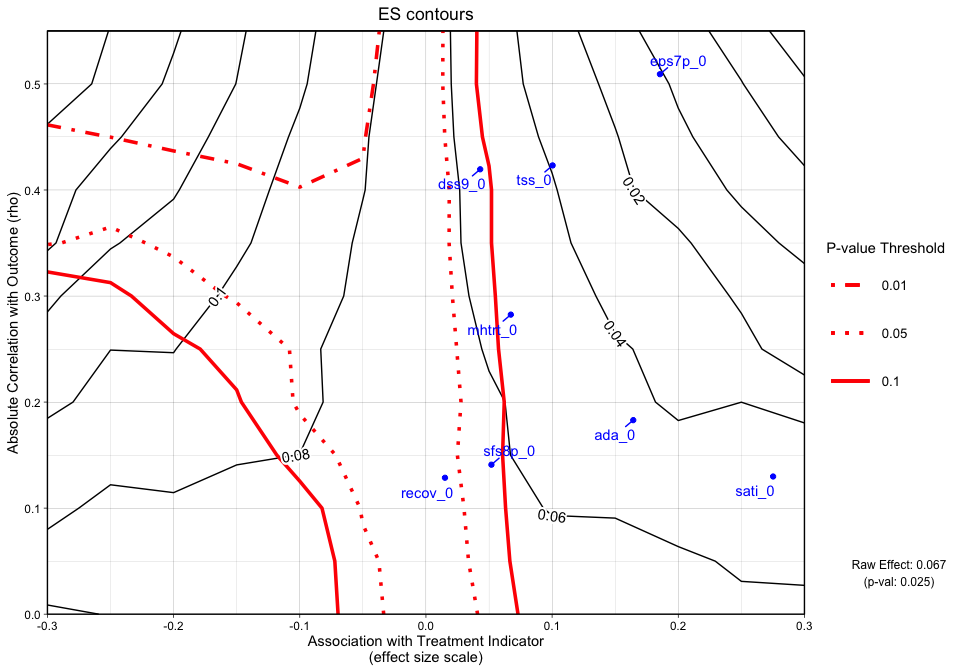 ES contours
Absolute Correlation with Outcome (rho)
0.5
0.4
0.3
0.2
0.1
0.0
eps7p_0
dss9_0
tss_0
0.02
0.1
mhtrt_0
0.04
ada_0
sfs8p_0
0.08
recov_0
sati_0
0.06
-0.3 -0.2 -0.1 0.0 0.1 0.2 0.3
Association with Treatment Indicator
(effect size scale)
P-value Threshold
0.01
0.05
0.1
Raw Effect: 0.067
(p-val: 0.025)